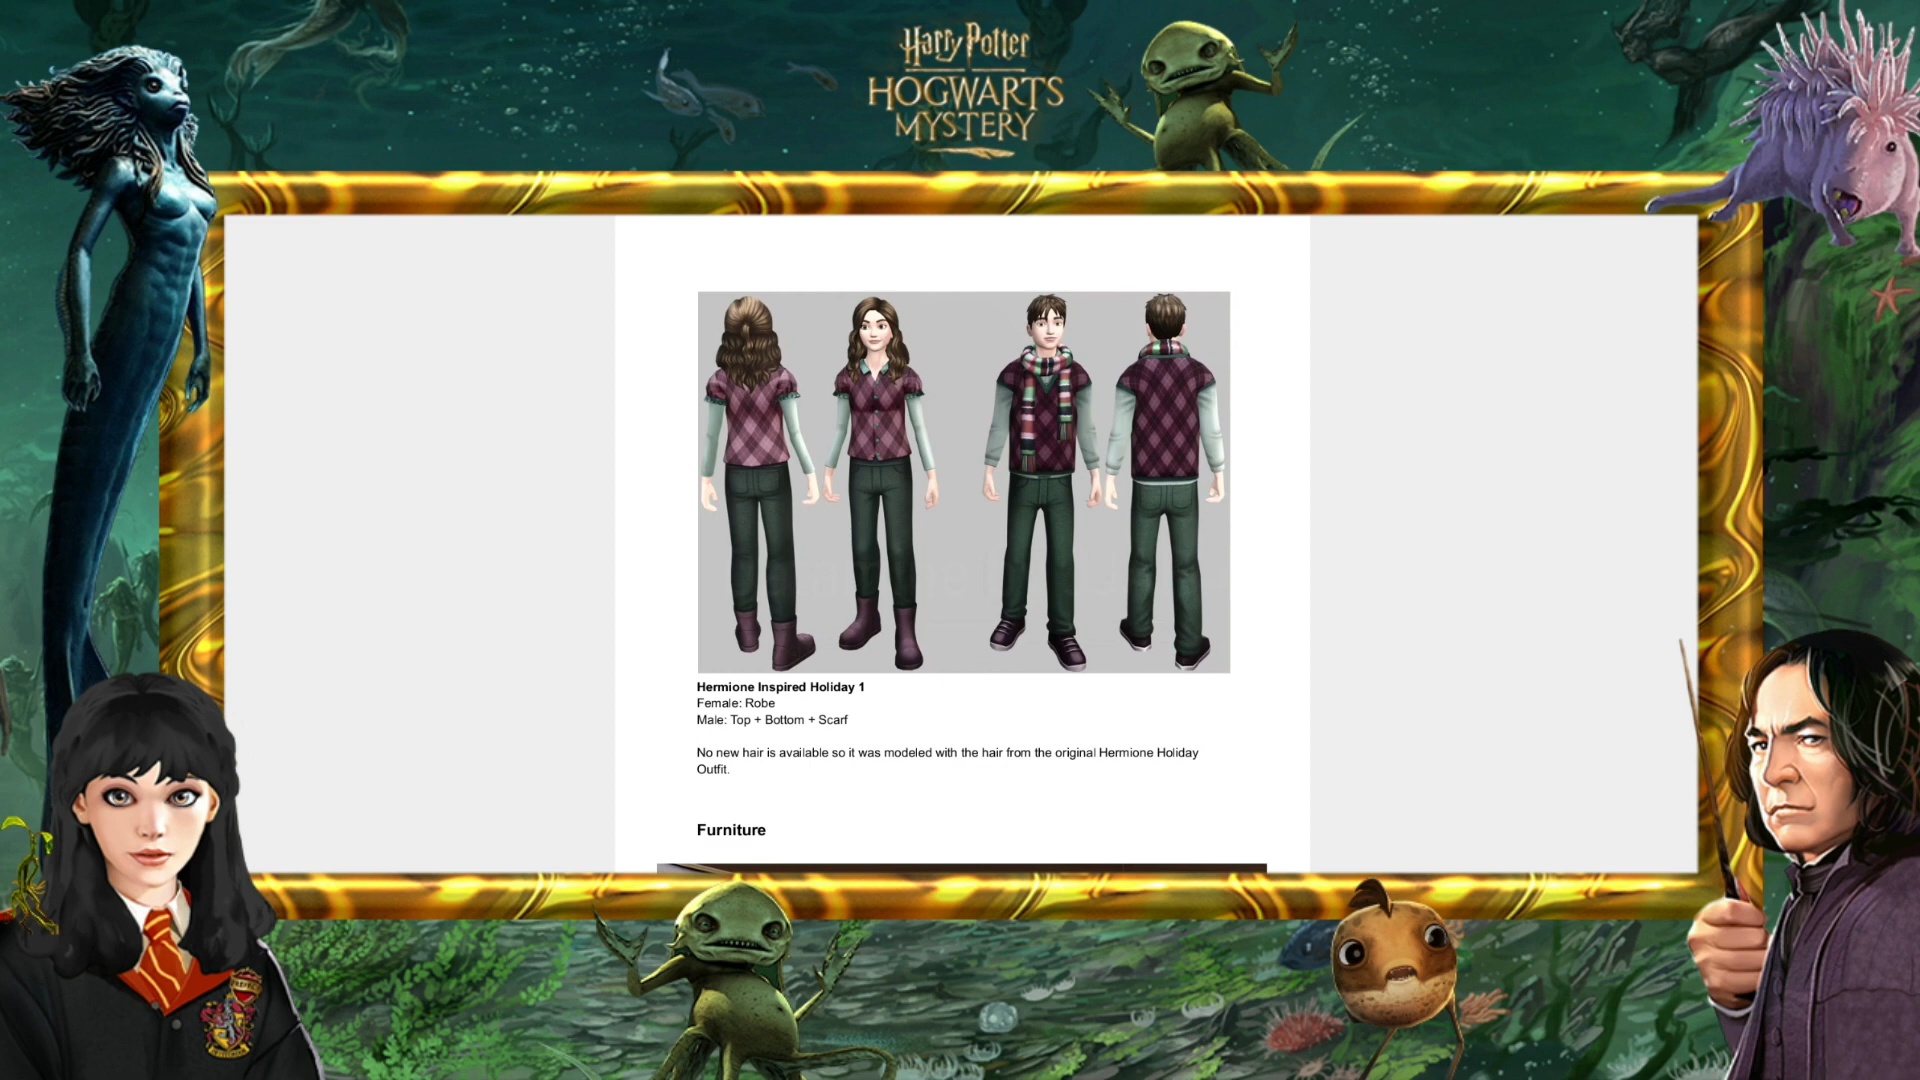 Harry Potter
HOGWARTS
MYSTERY
Hermione Inspired Holiday 1
Female: Robe
Male: Top + Bottom + Scarf
No new hair is available so it was modeled with the hair from the original Hermione Holiday
Outfit.
Furniture
PREFECT